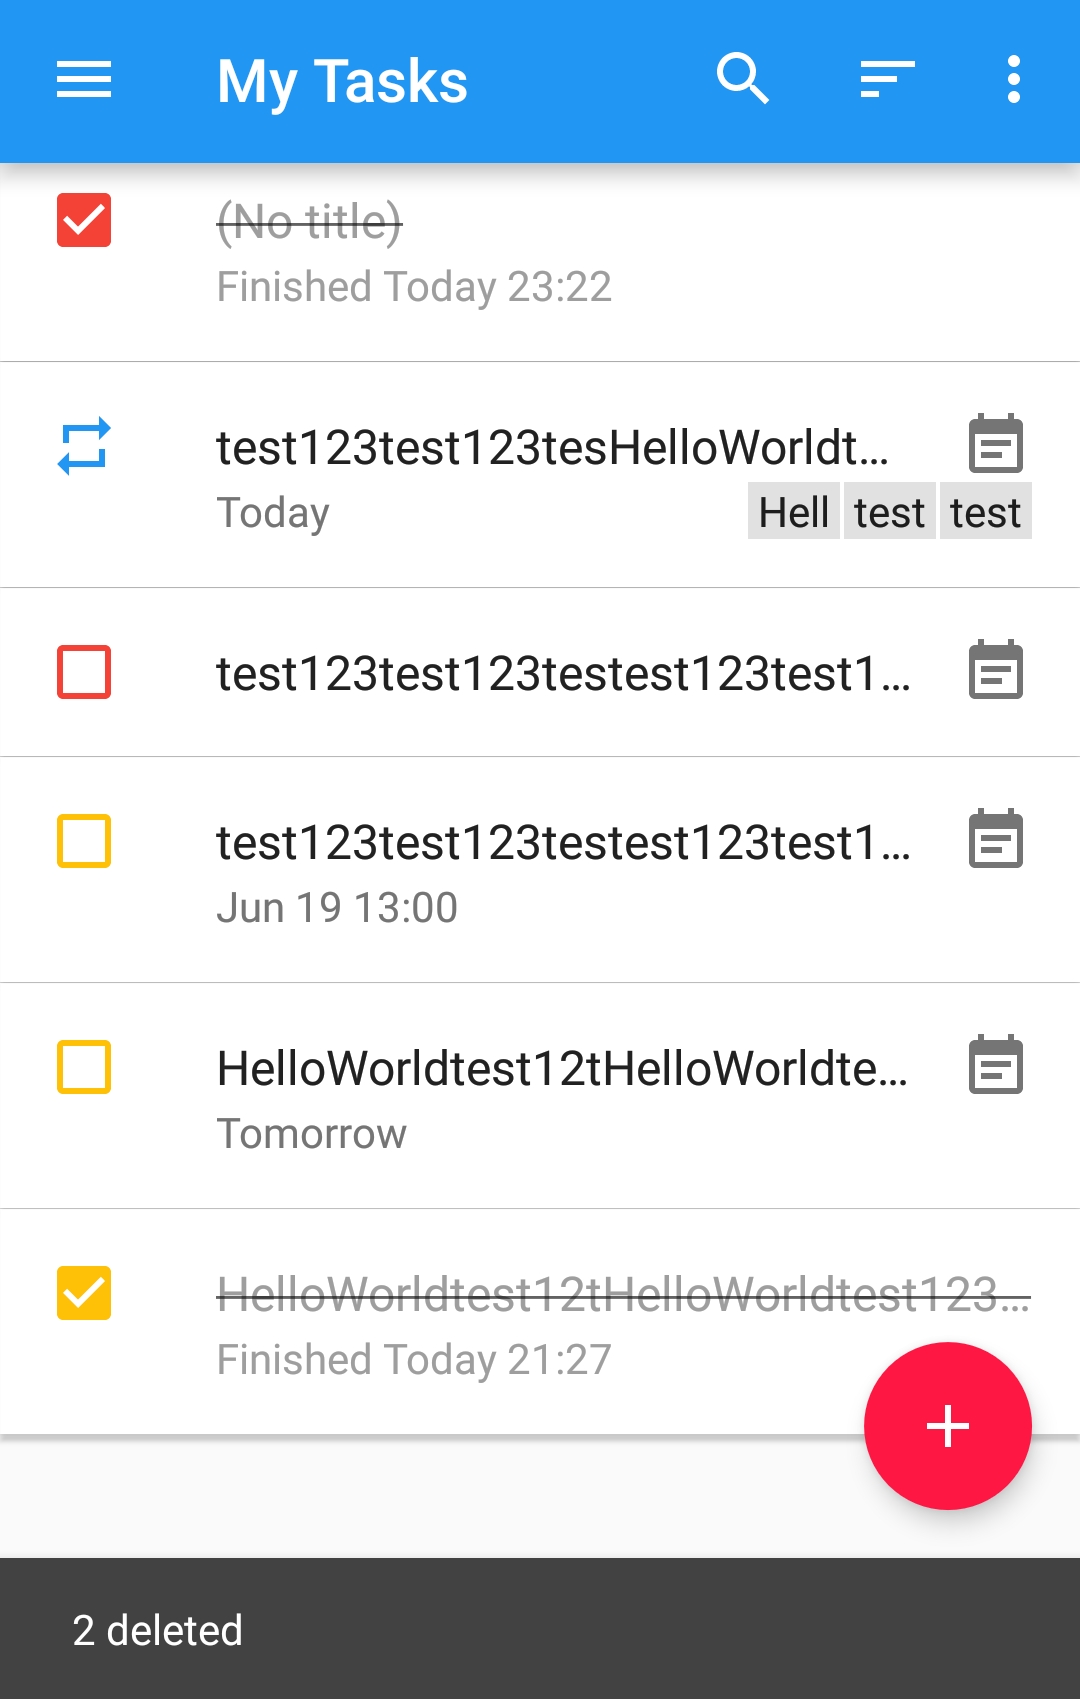 My Tasks
(No title)
Finished Today 23:22
test123test123tesHelloWorldt...
Today Hell test test
test123test123testest123test1...
test123test123testest123test1...
Jun 19 13:00
HelloWorldtest12tHelloWorldte...
Tomorrow
HelloWorldtest12tHelloWorldtest123...
Finished Today 21:27
2 deleted